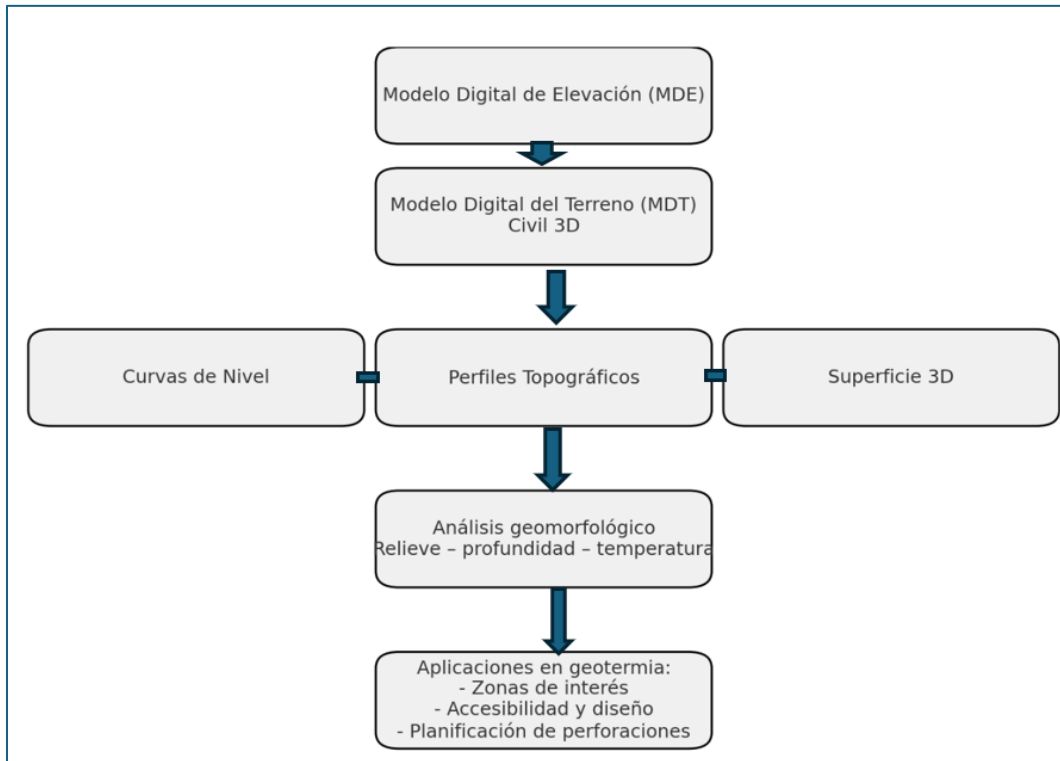 Modelo Digital de Elevación (MDE)
Modelo Digital del Terreno (MDT)
Civil 3D
Curvas de Nivel
Perfiles Topográficos
Superficie 3D
Análisis geomorfológico
Relieve – profundidad – temperatura
Aplicaciones en geotermia:
- Zonas de interés
- Accesibilidad y diseño
- Planificación de perforaciones